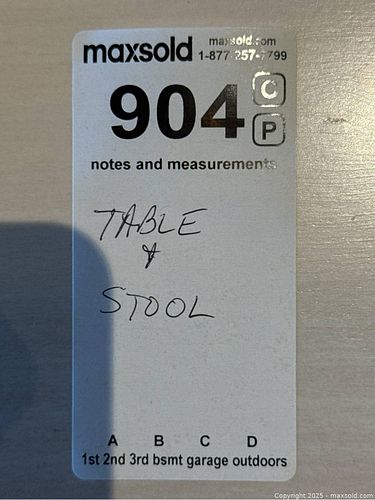 maxsold maxsold.com
1-877-257-7799
904 C
P
notes and measurements
TABLE
&
STOOL
A B C D
1st 2nd 3rd bsmt garage outdoors
Copyright © 2025 - maxsold.com